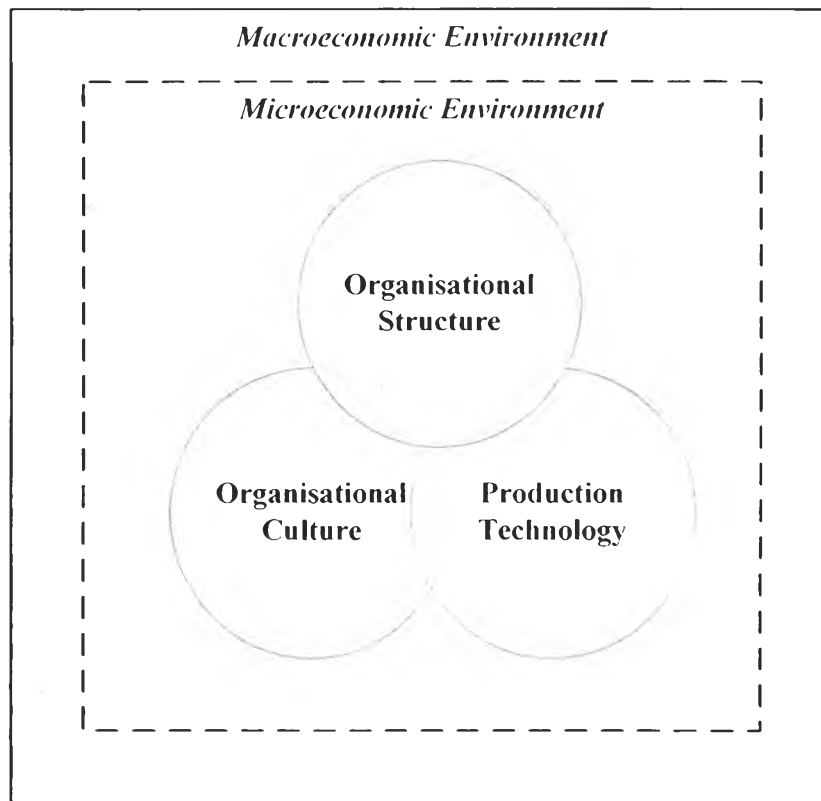 Macroeconomic Environment
Microeconomic Environment
Organisational
Structure
Organisational
Culture
Production
Technology